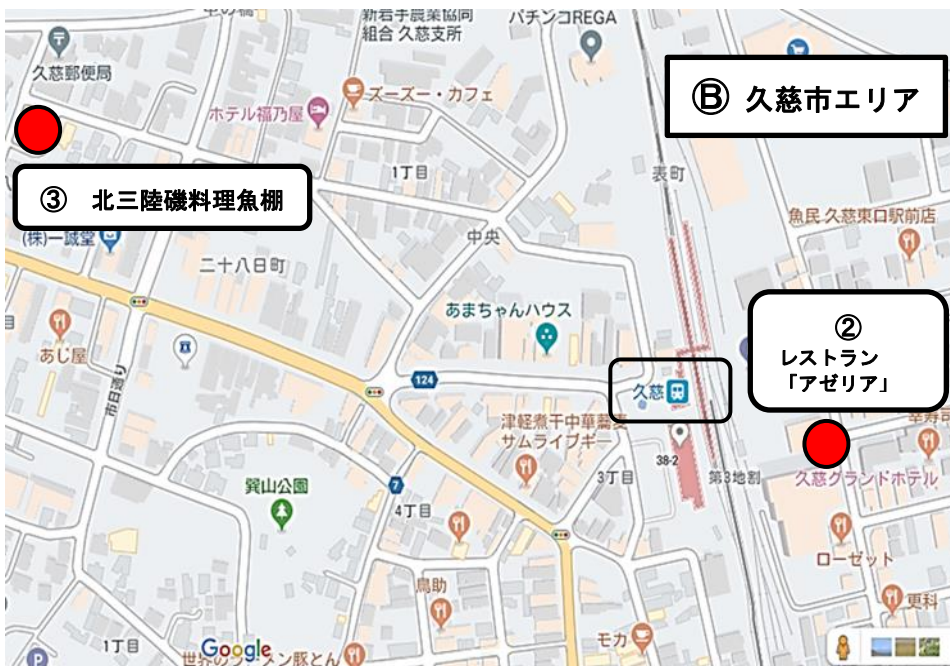 新岩手農業協同
組合 久慈支所
パチンコREGA
久慈郵便局
ズーズー・カフェ
ホテル福乃屋
Ⓑ 久慈市エリア
1丁目
表町
③ 北三陸磯料理魚棚
魚民 久慈東口駅前店
(株)一誠堂
中央
二十八日町
あまちゃんハウス
②
レストラン
「アゼリア」
あじ屋
124
久慈
市日通り
津軽煮干中華蕎麦
サムライブギー
38-2
3丁目
第3地割
久慈グランドホテル
巽山公園
7
4丁目
ローゼット
鳥助
更科
モカ
1丁目
Google